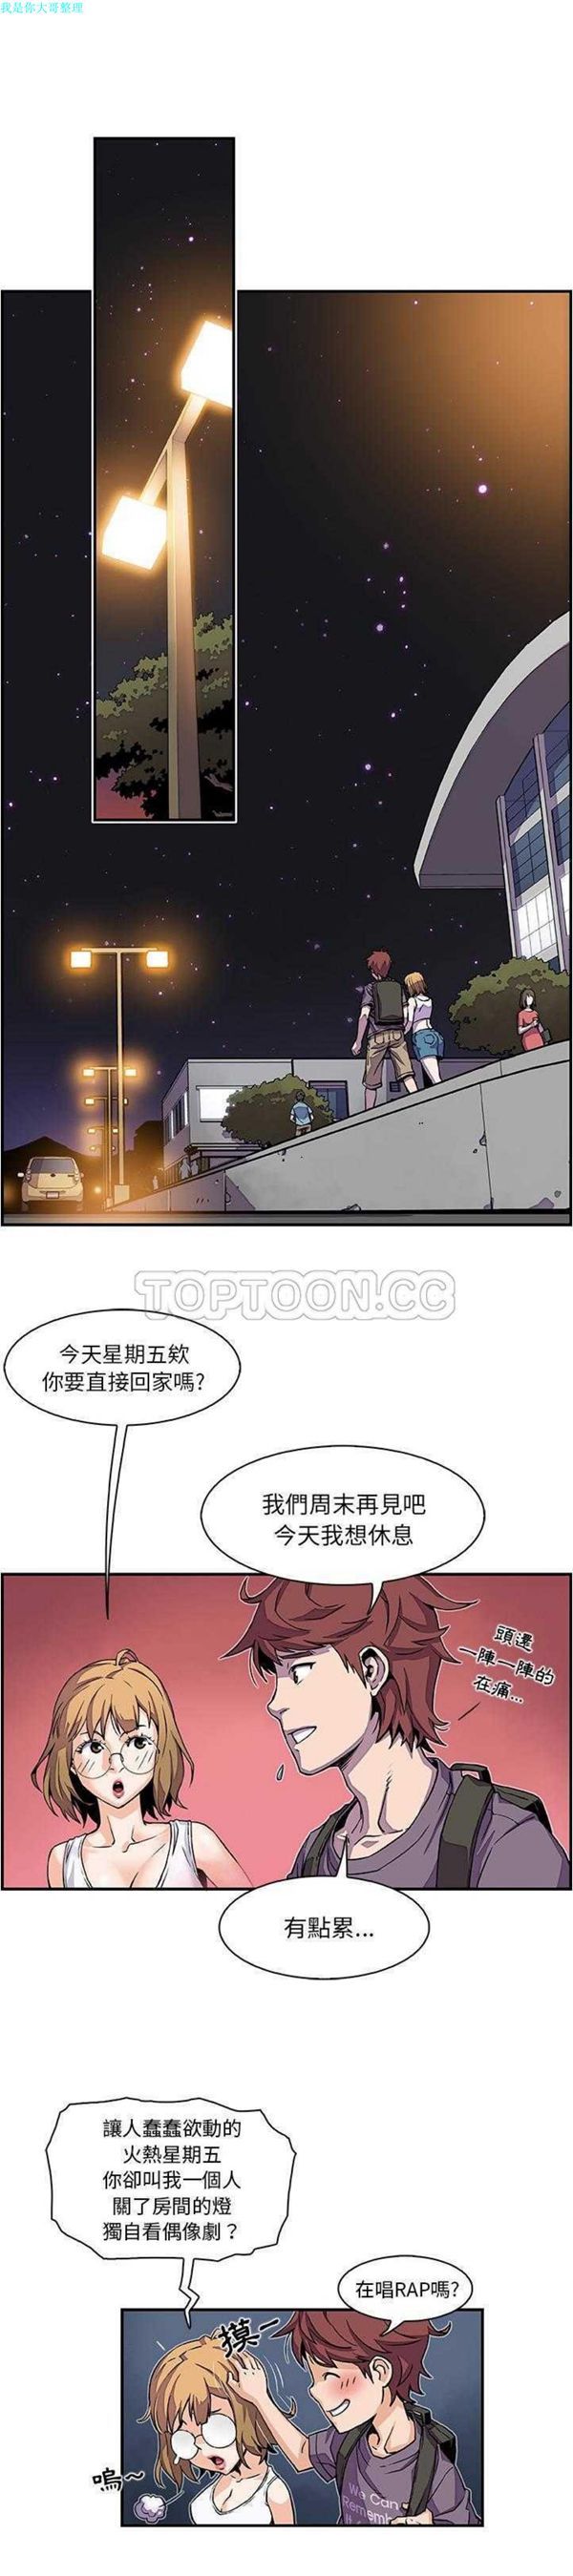 我是你大哥整理
TOPTOON.CC
今天星期五欸
你要直接回家嗎?
我們周末再見吧
今天我想休息
頭還
一陣一陣的
在痛...
有點累...
讓人蠢蠢欲動的
火熱星期五
你卻叫我一個人
關了房間的燈
獨自看偶像劇？
在唱RAP嗎?
摸一
嗚~
We Can
Remember